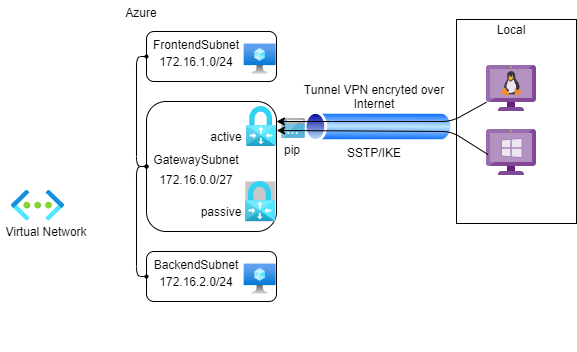 Azure
Local
FrontendSubnet
172.16.1.0/24
Tunnel VPN encryted over
Internet
active
pip
SSTP/IKE
GatewaySubnet
172.16.0.0/27
passive
Virtual Network
BackendSubnet
172.16.2.0/24